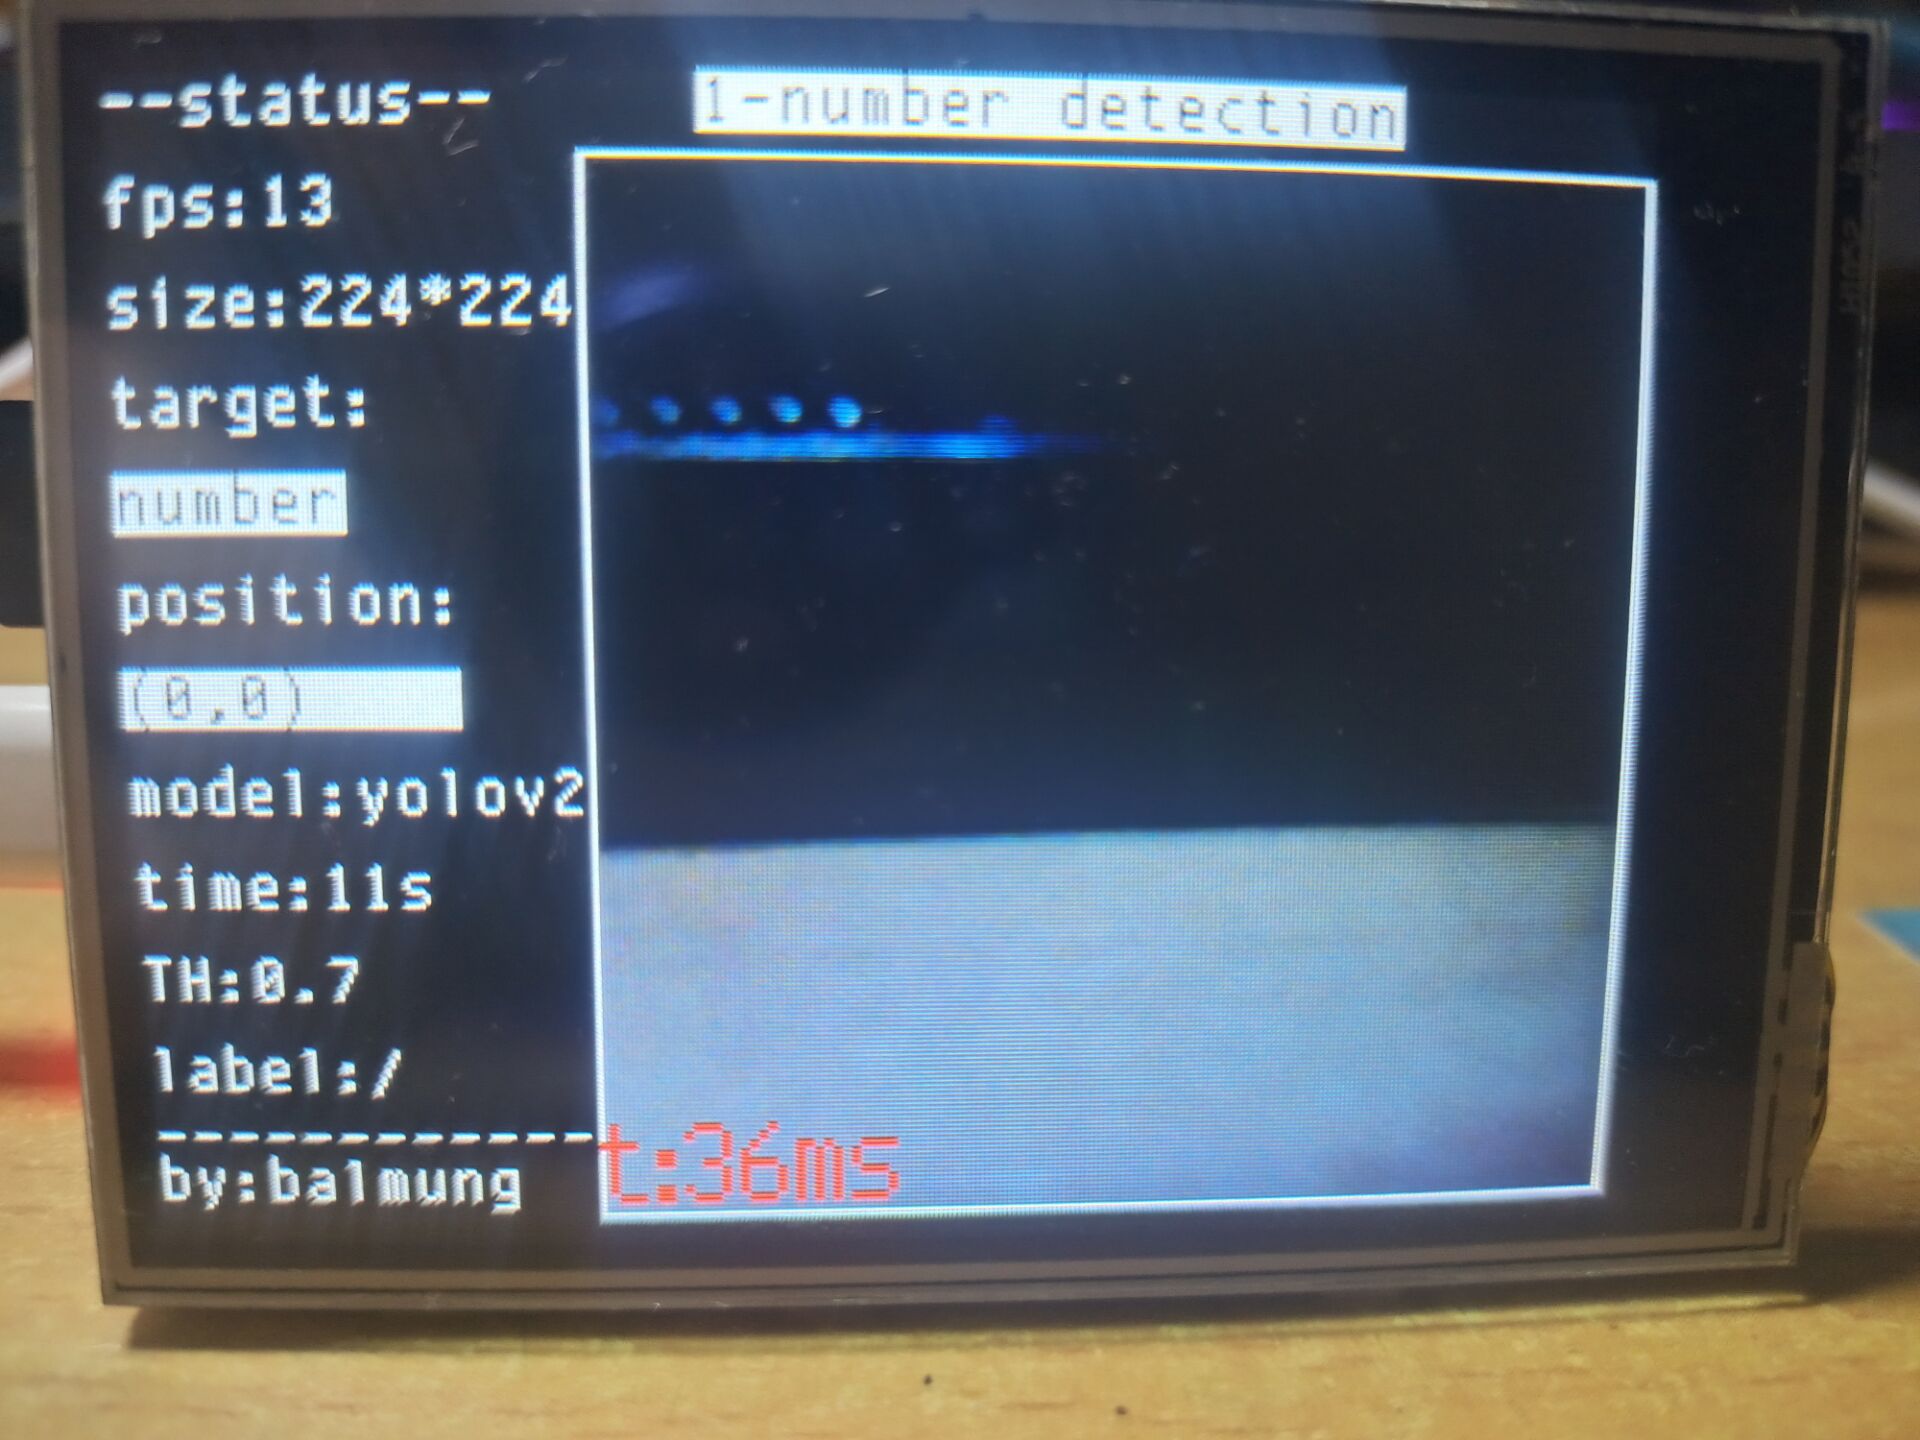 --status--
1-number detection
fps:13
size:224*224
target:
number
position:
(0,0)
model:yolov2
time:11s
TH:0.7
label:/
------------
by:balmung
t:36ms